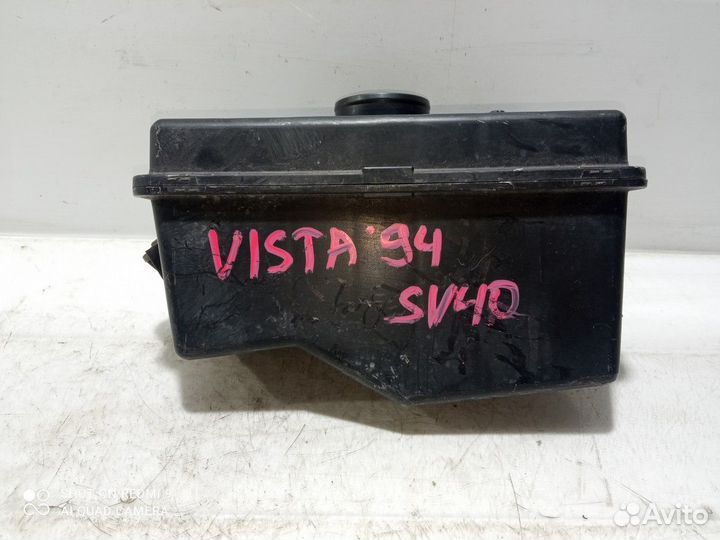 VISTA '94
SV40
SHOT ON REDMI 9
AI QUAD CAMERA
Avito